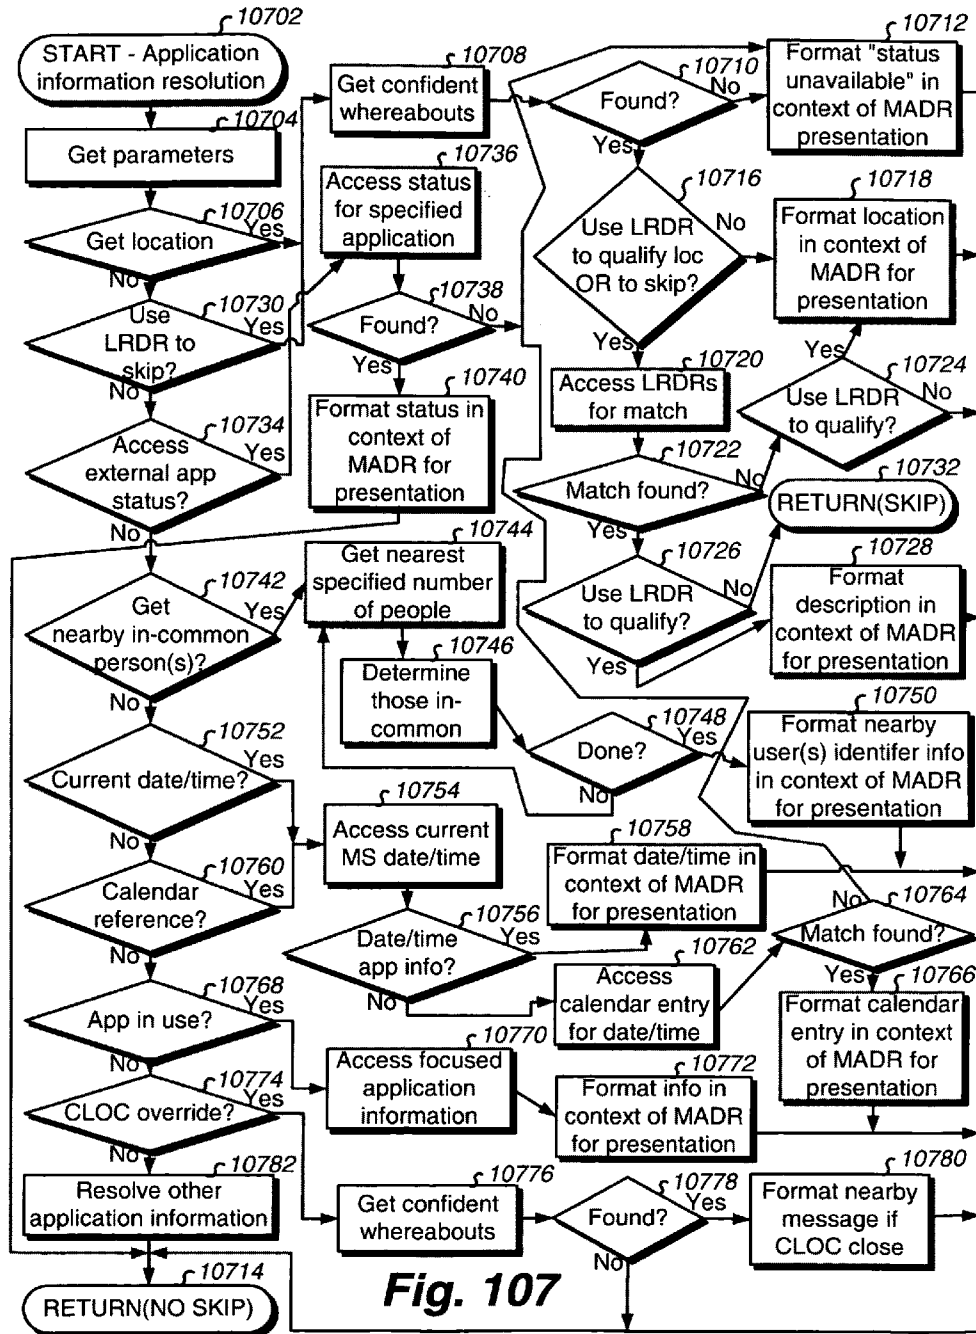 10702
START - Application
information resolution
10704
Get parameters
10706
Get location
Yes
No
10730
Use
LRDR to
skip?
Yes
No
10734
Access
external app
status?
Yes
No
10742
Get
nearby in-common
person(s)?
Yes
No
10752
Current date/time?
Yes
No
10760
Calendar
reference?
Yes
No
10768
App in use?
Yes
No
10774
CLOC override?
Yes
No
10782
Resolve other
application information
10714
RETURN(NO SKIP)
10708
Get confident
whereabouts
10736
Access status
for specified
application
10738
Found?
No
Yes
10740
Format status in
context of
MADR for
presentation
10744
Get nearest
specified number
of people
10746
Determine
those in-
common
10748
Done?
Yes
No
10750
Format nearby
user(s) identifer info
in context of MADR
for presentation
10754
Access current
MS date/time
10756
Date/time
app info?
Yes
No
10758
Format date/time in
context of MADR
for presentation
10762
Access
calendar entry
for date/time
10764
Match found?
No
Yes
10766
Format calendar
entry in context
of MADR for
presentation
10770
Access focused
application
information
10772
Format info in
context of MADR
for presentation
10776
Get confident
whereabouts
10778
Found?
Yes
No
10780
Format nearby
message if
CLOC close
10710
Found?
No
Yes
10712
Format "status
unavailable" in
context of MADR
presentation
10716
Use LRDR
to qualify loc
OR to skip?
No
Yes
10718
Format location
in context of
MADR for
presentation
10720
Access LRDRs
for match
10722
Match found?
No
Yes
10724
Use LRDR
to qualify?
Yes
No
10732
RETURN(SKIP)
10726
Use LRDR
to qualify?
No
Yes
10728
Format
description in
context of MADR
for presentation
Fig. 107